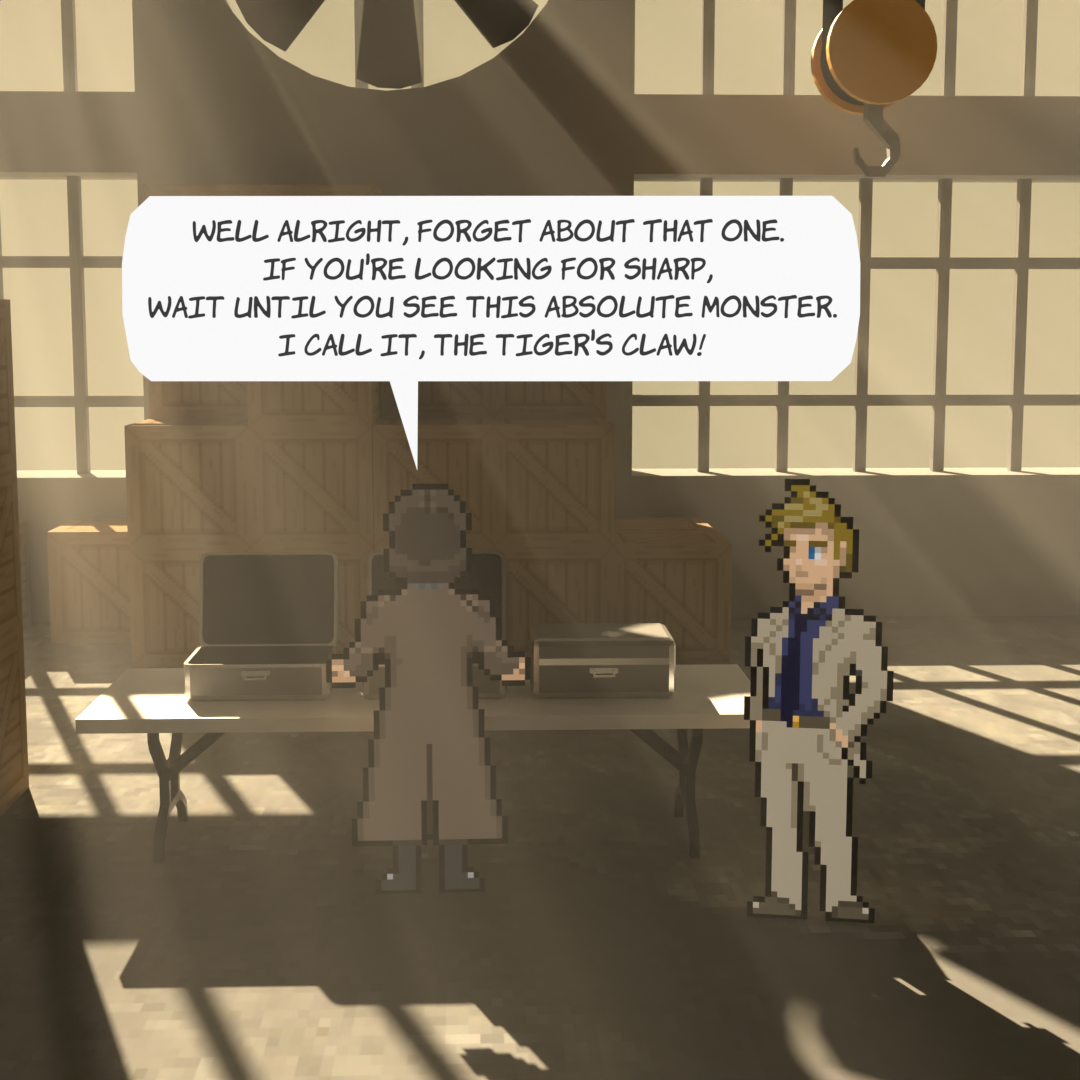 WELL ALRIGHT, FORGET ABOUT THAT ONE.
IF YOU'RE LOOKING FOR SHARP,
WAIT UNTIL YOU SEE THIS ABSOLUTE MONSTER.
I CALL IT, THE TIGER'S CLAW!